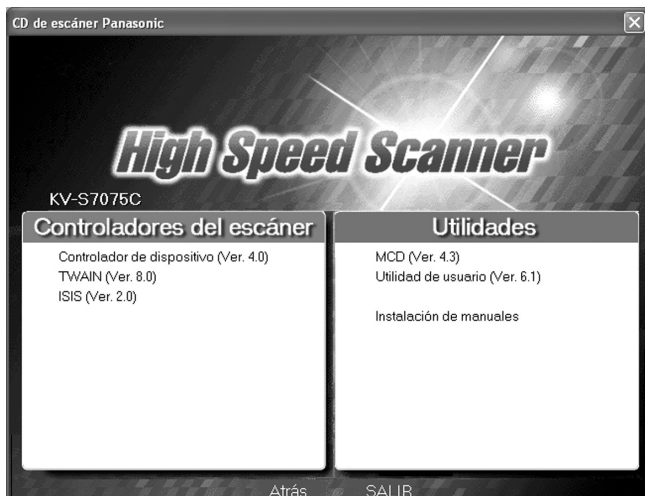 CD de escáner Panasonic
High Speed Scanner
KV-S7075C
Controladores del escáner
Controlador de dispositivo (Ver. 4.0)
TWAIN (Ver. 8.0)
ISIS (Ver. 2.0)
Utilidades
MCD (Ver. 4.3)
Utilidad de usuario (Ver. 6.1)
Instalación de manuales
Atrás SALIR